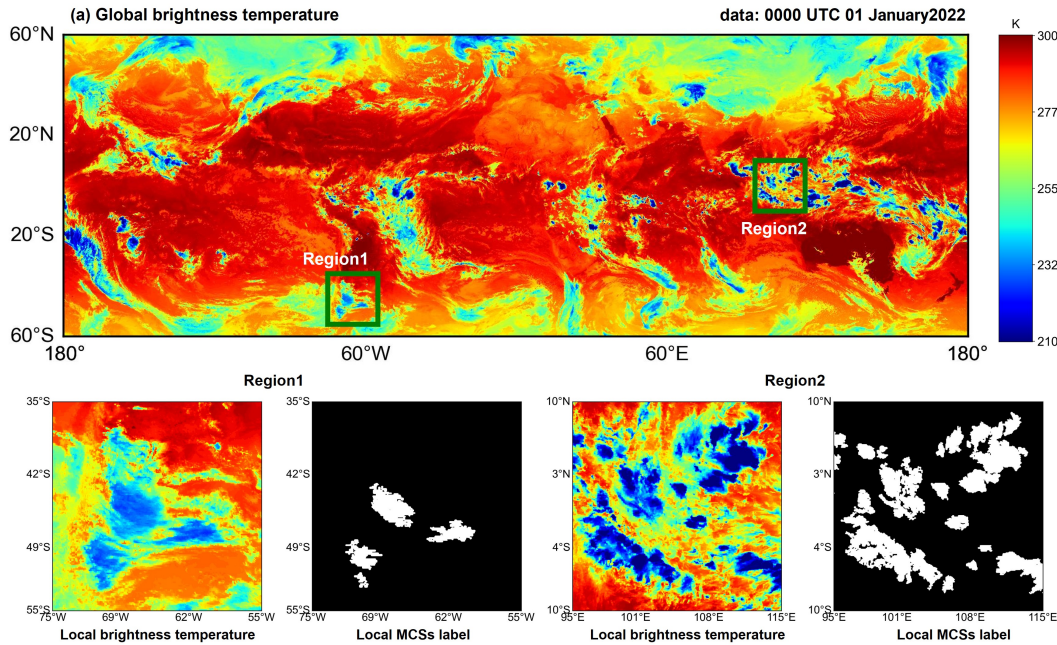 (a) Global brightness temperature
data: 0000 UTC 01 January2022
K
60°N
20°N
20°S
60°S
180°
60°W
60°E
180°
Region1
Region2
300
277
255
232
210
Region1
Region2
35°S
42°S
49°S
55°S
75°W
69°W
62°W
55°W
Local brightness temperature
35°S
42°S
49°S
55°S
75°W
69°W
62°W
55°W
Local MCSs label
10°N
3°N
4°S
10°S
95°E
101°E
108°E
115°E
Local brightness temperature
10°N
3°N
4°S
10°S
95°E
101°E
108°E
115°E
Local MCSs label